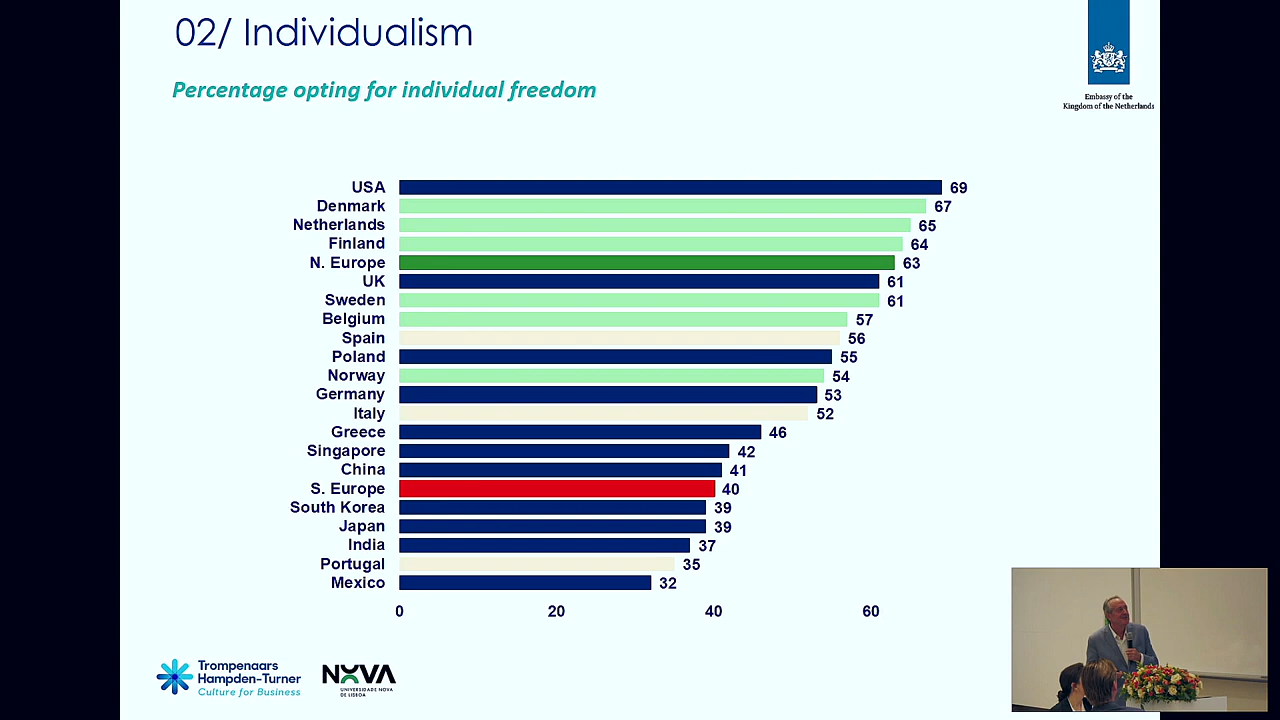 02/ Individualism
Percentage opting for individual freedom
Embassy of the
Kingdom of the Netherlands
USA 69
Denmark 67
Netherlands 65
Finland 64
N. Europe 63
UK 61
Sweden 61
Belgium 57
Spain 56
Poland 55
Norway 54
Germany 53
Italy 52
Greece 46
Singapore 42
China 41
S. Europe 40
South Korea 39
Japan 39
India 37
Portugal 35
Mexico 32
0 20 40 60
Trompenaars
Hampden-Turner
Culture for Business
NOVA
UNIVERSIDADE NOVA
DE LISBOA